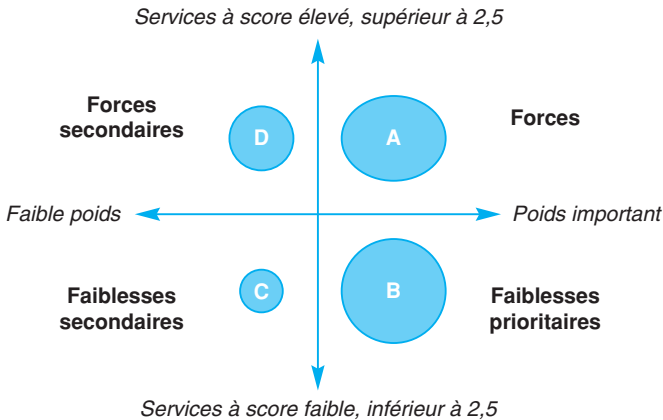 Services à score élevé, supérieur à 2,5
Forces
secondaires
D
A
Forces
Faible poids
Poids important
Faiblesses
secondaires
C
B
Faiblesses
prioritaires
Services à score faible, inférieur à 2,5